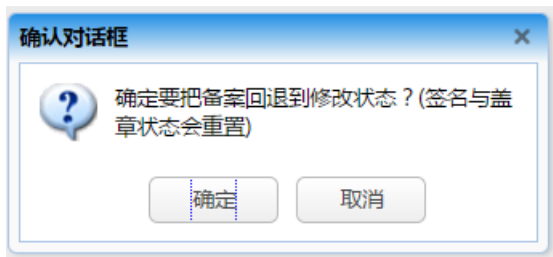 确认对话框
确定要把备案回退到修改状态？(签名与盖
章状态会重置)
确定
取消